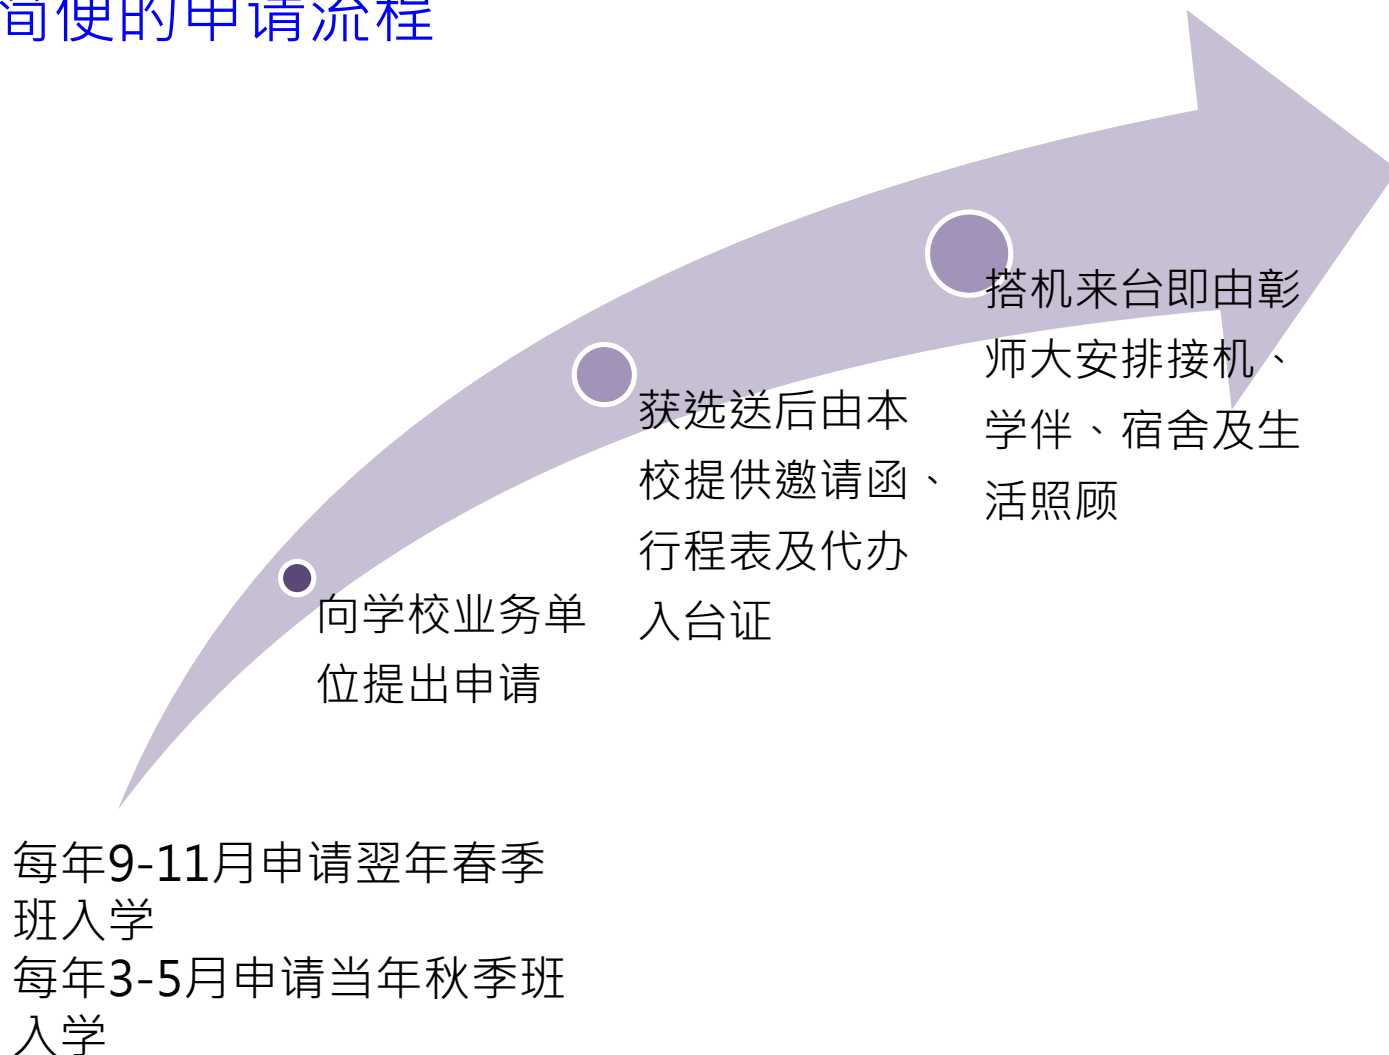 简便的申请流程
搭机来台即由彰
师大安排接机、
学伴、宿舍及生
活照顾
获选送后由本
校提供邀请函、
行程表及代办
入台证
向学校业务单
位提出申请
每年9-11月申请翌年春季
班入学
每年3-5月申请当年秋季班
入学